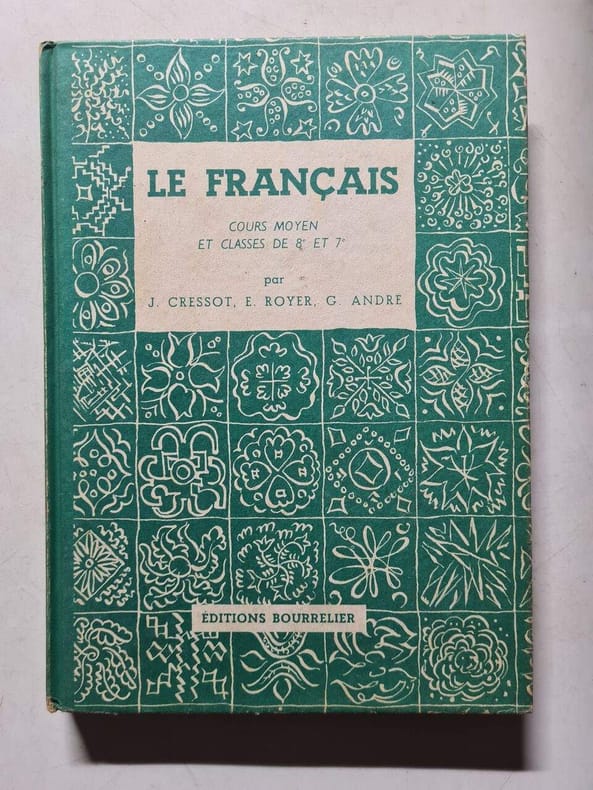 LE FRANÇAIS
COURS MOYEN
ET CLASSES DE 8e ET 7e
par
J. CRESSOT, E. ROYER, G. ANDRÉ
ÉDITIONS BOURRELIER